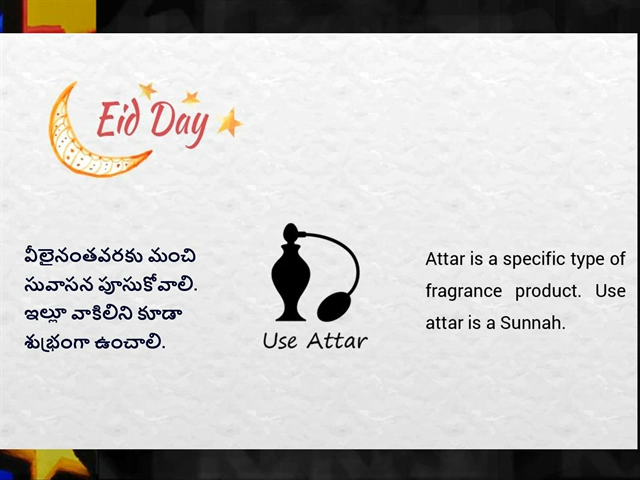 Eid Day
వీలైనంతవరకు మంచి
సువాసన పూసుకోవాలి.
ఇల్లూ వాకిలిని కూడా
శుభ్రంగా ఉంచాలి.
Use Attar
Attar is a specific type of
fragrance product. Use
attar is a Sunnah.